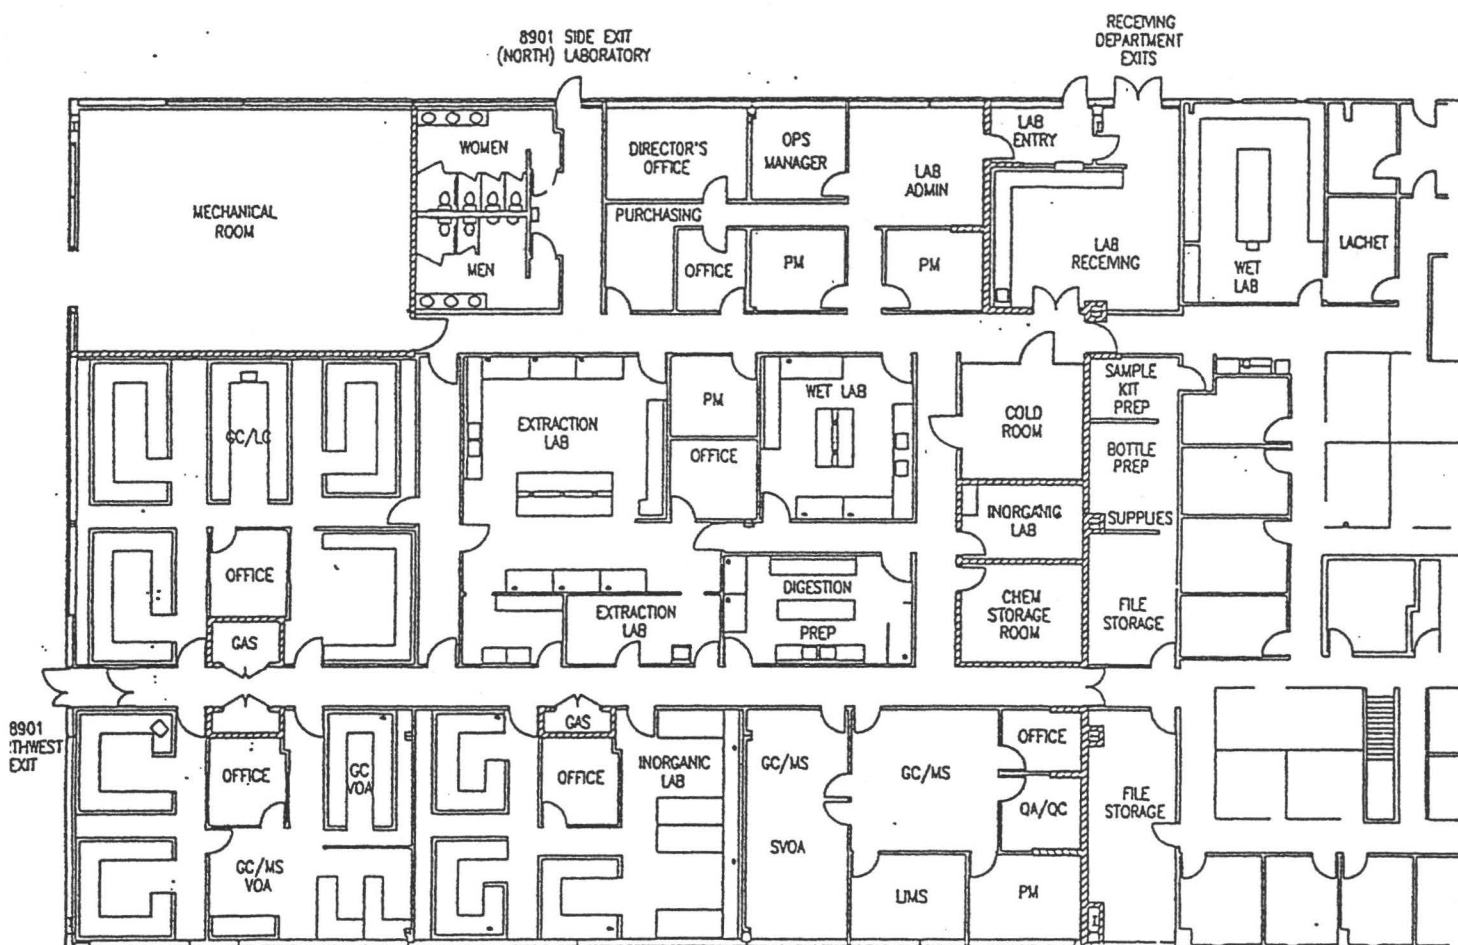 8901 SIDE EXIT
(NORTH) LABORATORY
RECEIVING
DEPARTMENT
EXITS
WOMEN
DIRECTOR'S
OFFICE
OPS
MANAGER
LAB
ENTRY
LAB
ADMIN
MECHANICAL
ROOM
PURCHASING
MEN
OFFICE
PM
PM
LAB
RECEIVING
WET
LAB
LACHET
GC/LC
EXTRACTION
LAB
PM
OFFICE
WET LAB
COLD
ROOM
SAMPLE
KIT
PREP
BOTTLE
PREP
INORGANIC
LAB
SUPPLIES
OFFICE
GAS
EXTRACTION
LAB
DIGESTION
PREP
CHEM
STORAGE
ROOM
FILE
STORAGE
8901
THWEST
EXIT
OFFICE
GC
VOA
GAS
OFFICE
INORGANIC
LAB
GC/MS
SVOA
GC/MS
OFFICE
QA/QC
FILE
STORAGE
GC/MS
VOA
LIMS
PM